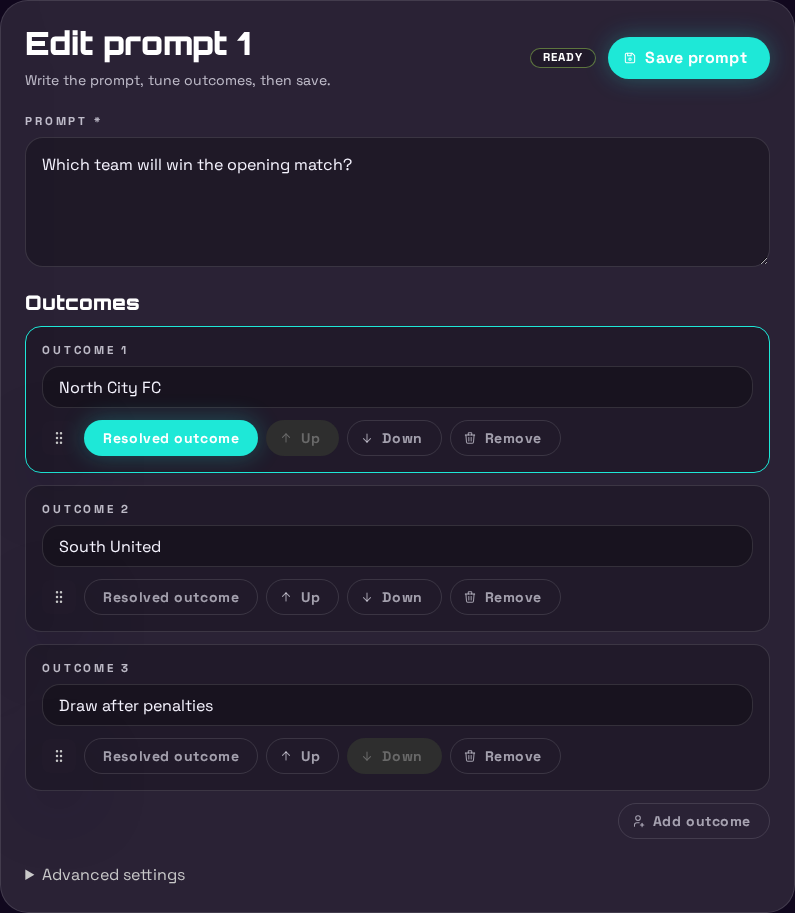 Edit prompt 1
READY
Save prompt
Write the prompt, tune outcomes, then save.
PROMPT *
Which team will win the opening match?
Outcomes
OUTCOME 1
North City FC
Resolved outcome Up Down Remove
OUTCOME 2
South United
Resolved outcome Up Down Remove
OUTCOME 3
Draw after penalties
Resolved outcome Up Down Remove
Add outcome
Advanced settings